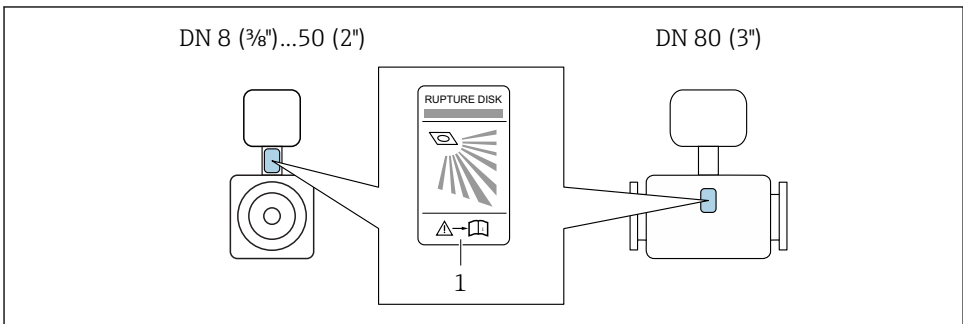 DN 8 (⅜")...50 (2")
DN 80 (3")
RUPTURE DISK
i
1